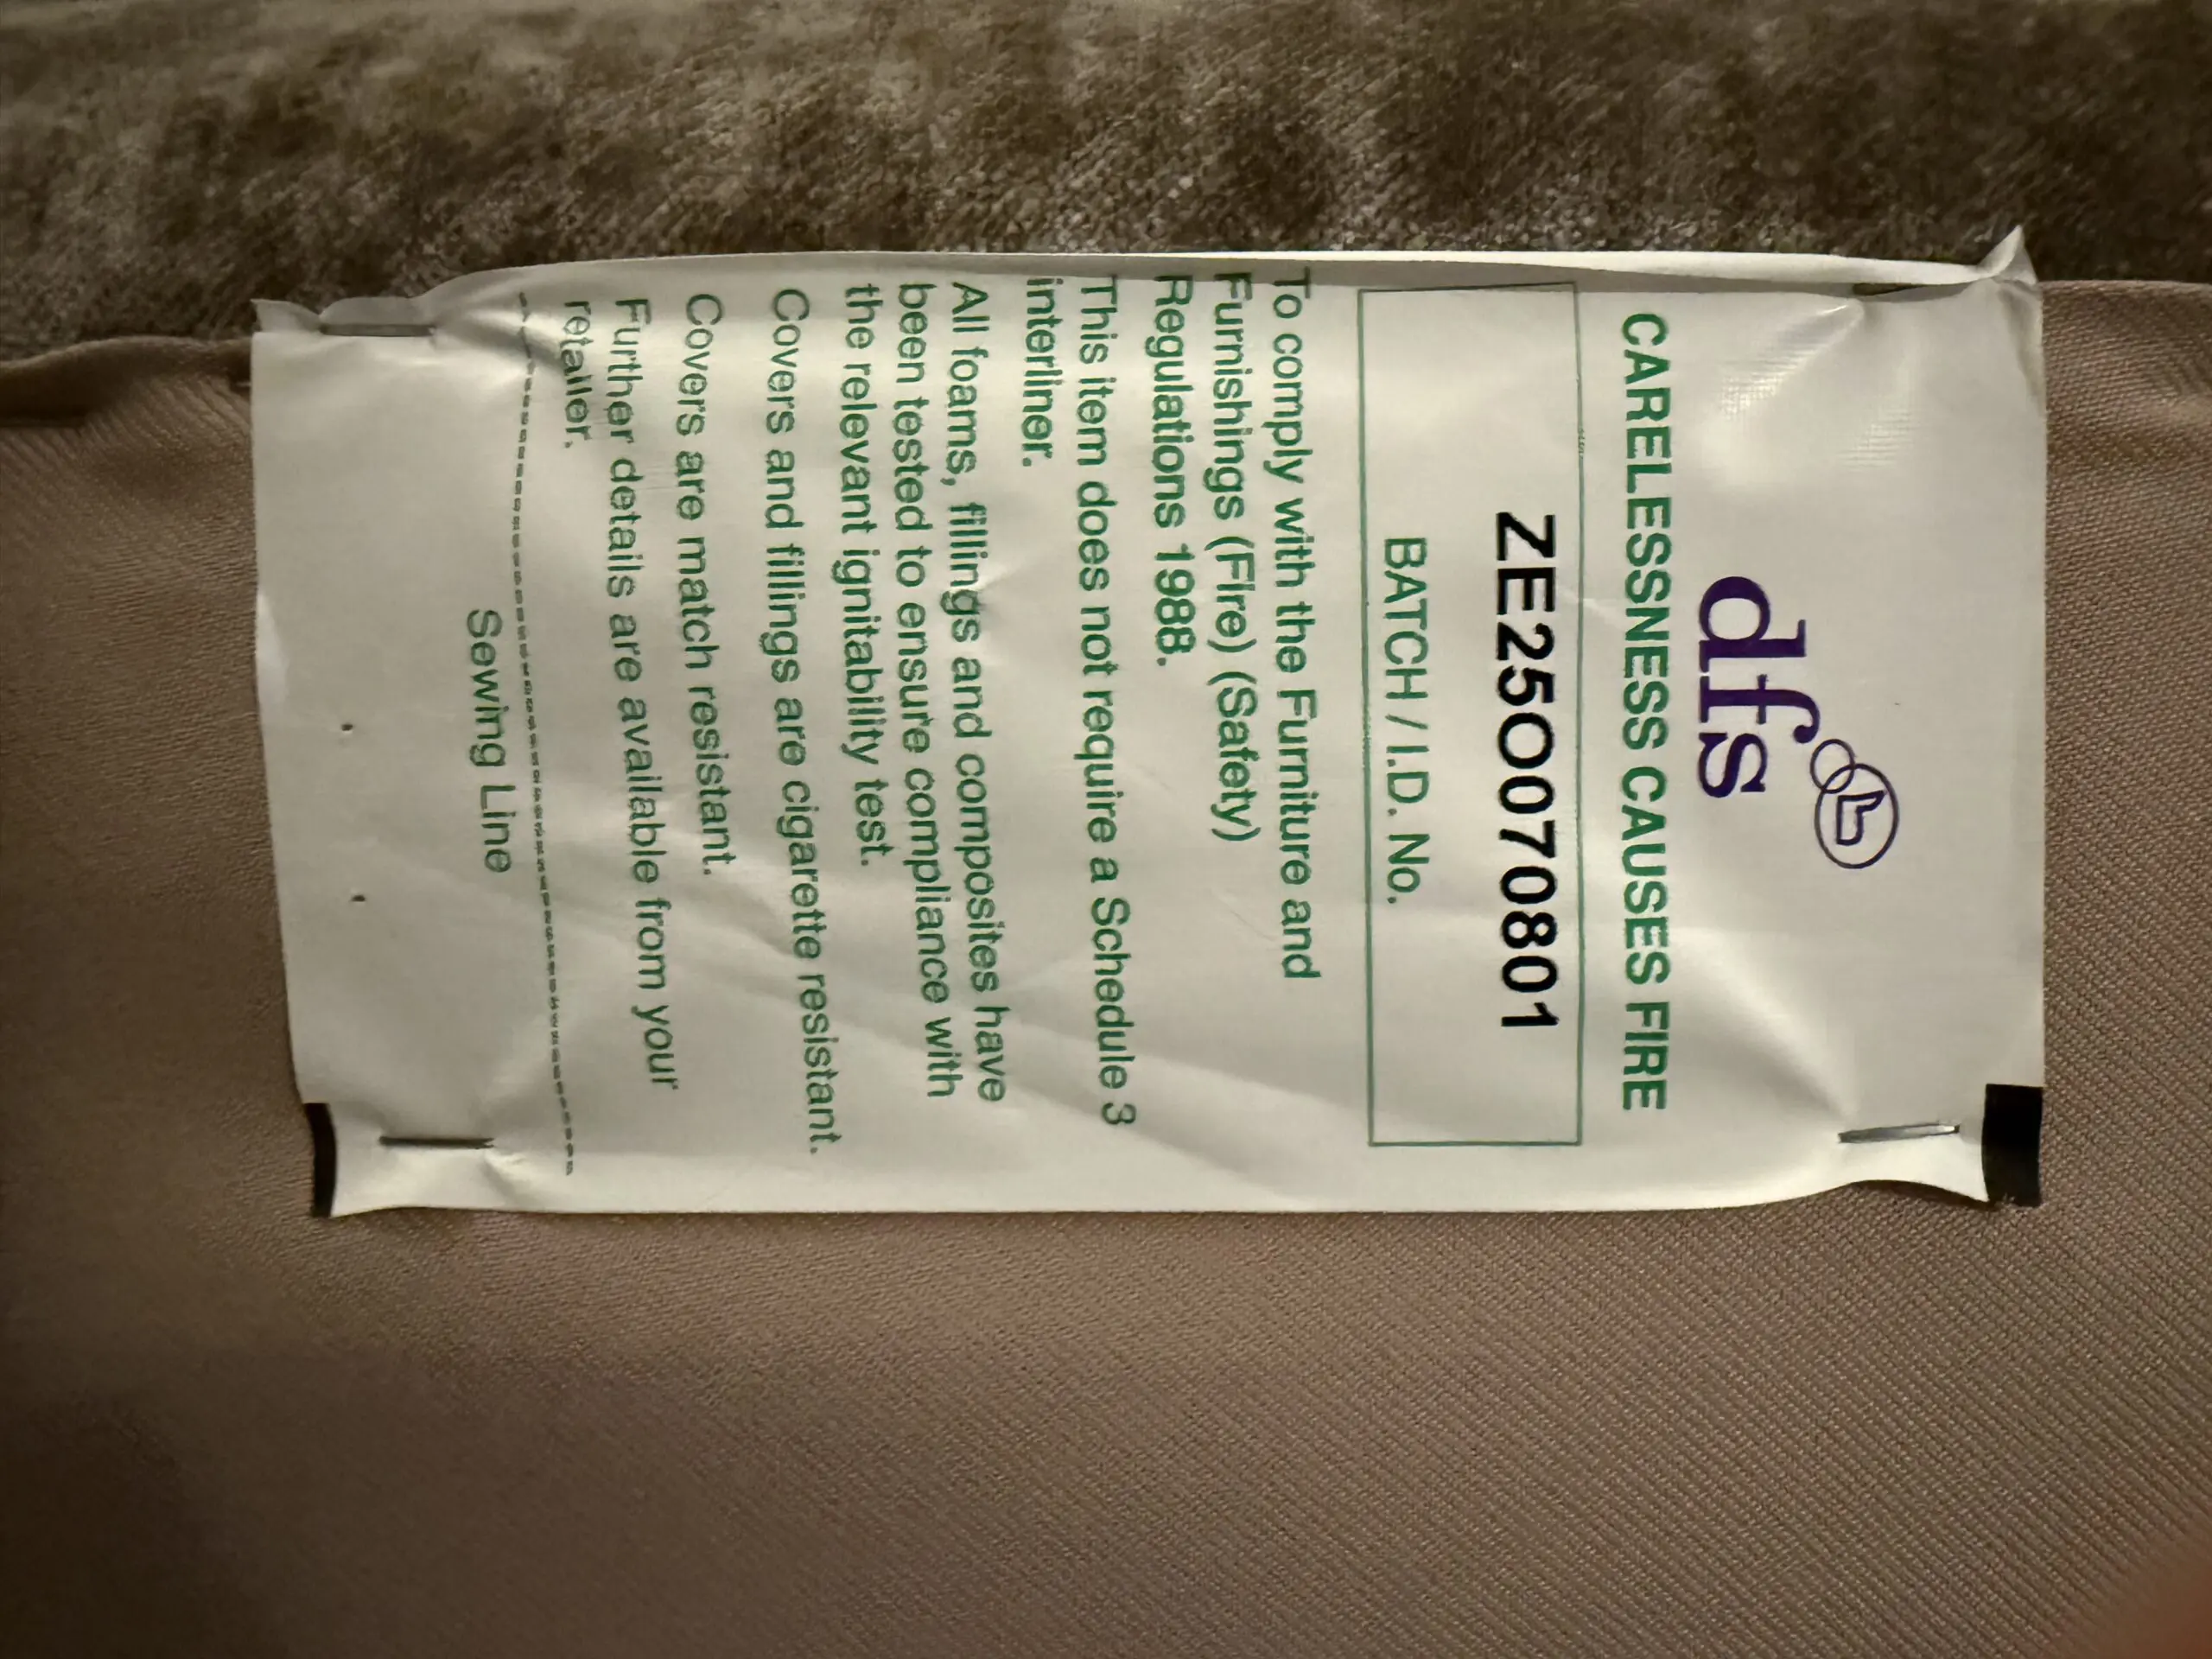 dfs
CARELESSNESS CAUSES FIRE
ZE25O0070801
BATCH / I.D. No.
To comply with the Furniture and
Furnishings (Fire) (Safety)
Regulations 1988.
This item does not require a Schedule 3
interliner.
All foams, fillings and composites have
been tested to ensure compliance with
the relevant ignitability test.
Covers and fillings are cigarette resistant.
Covers are match resistant.
Further details are available from your
retailer.
Sewing Line